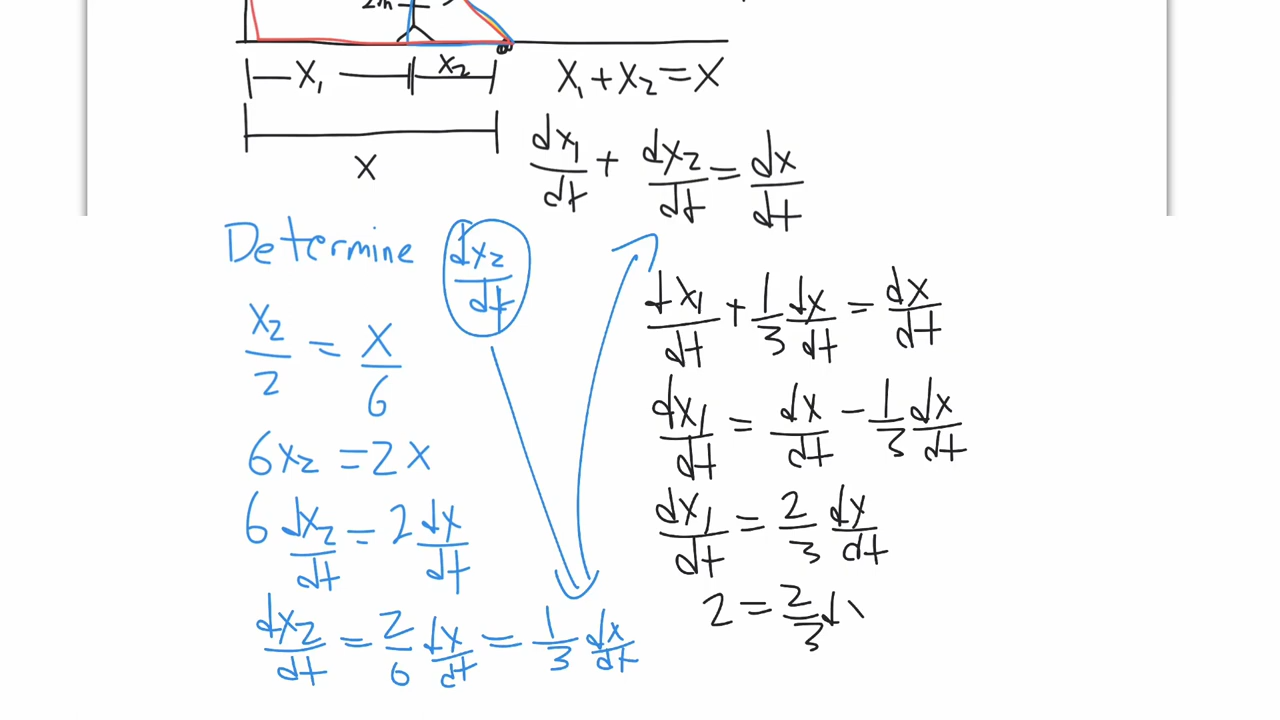 2m
X₁ X₂ X₁ + X₂ = X
X
dx₁/dt + dx₂/dt = dx/dt
Determine dx₂/dt
x₂/2 = x/6
6x₂ = 2x
6 dx₂/dt = 2 dx/dt
dx₂/dt = 2/6 dx/dt = 1/3 dx/dt
dx₁/dt + 1/3 dx/dt = dx/dt
dx₁/dt = dx/dt − 1/3 dx/dt
dx₁/dt = 2/3 dx/dt
2 = 2/3 d